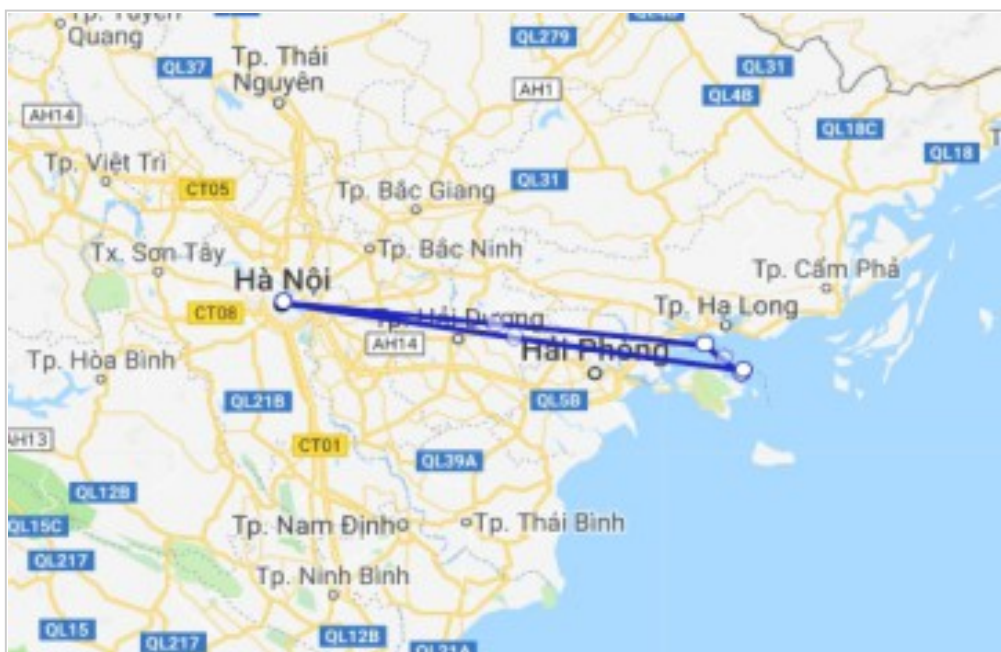 Quang
QL37
Tp. Thái
Nguyên
QL279
QL31
AH1
QL4B
AH14
QL18C
QL18
Tp. Việt Trì
CT05
QL31
Tp. Bắc Giang
Tx. Sơn Tây
Tp. Bắc Ninh
Hà Nội
Tp. Cẩm Phả
Tp. Hạ Long
CT08
Tp. Hải Dương
AH14
Hải Phòng
Tp. Hòa Bình
QL21B
QL5B
AH13
CT01
QL39A
QL12B
QL15C
Tp. Nam Định
Tp. Thái Bình
QL217
Tp. Ninh Bình
QL15
QL217
QL12B
QL21A